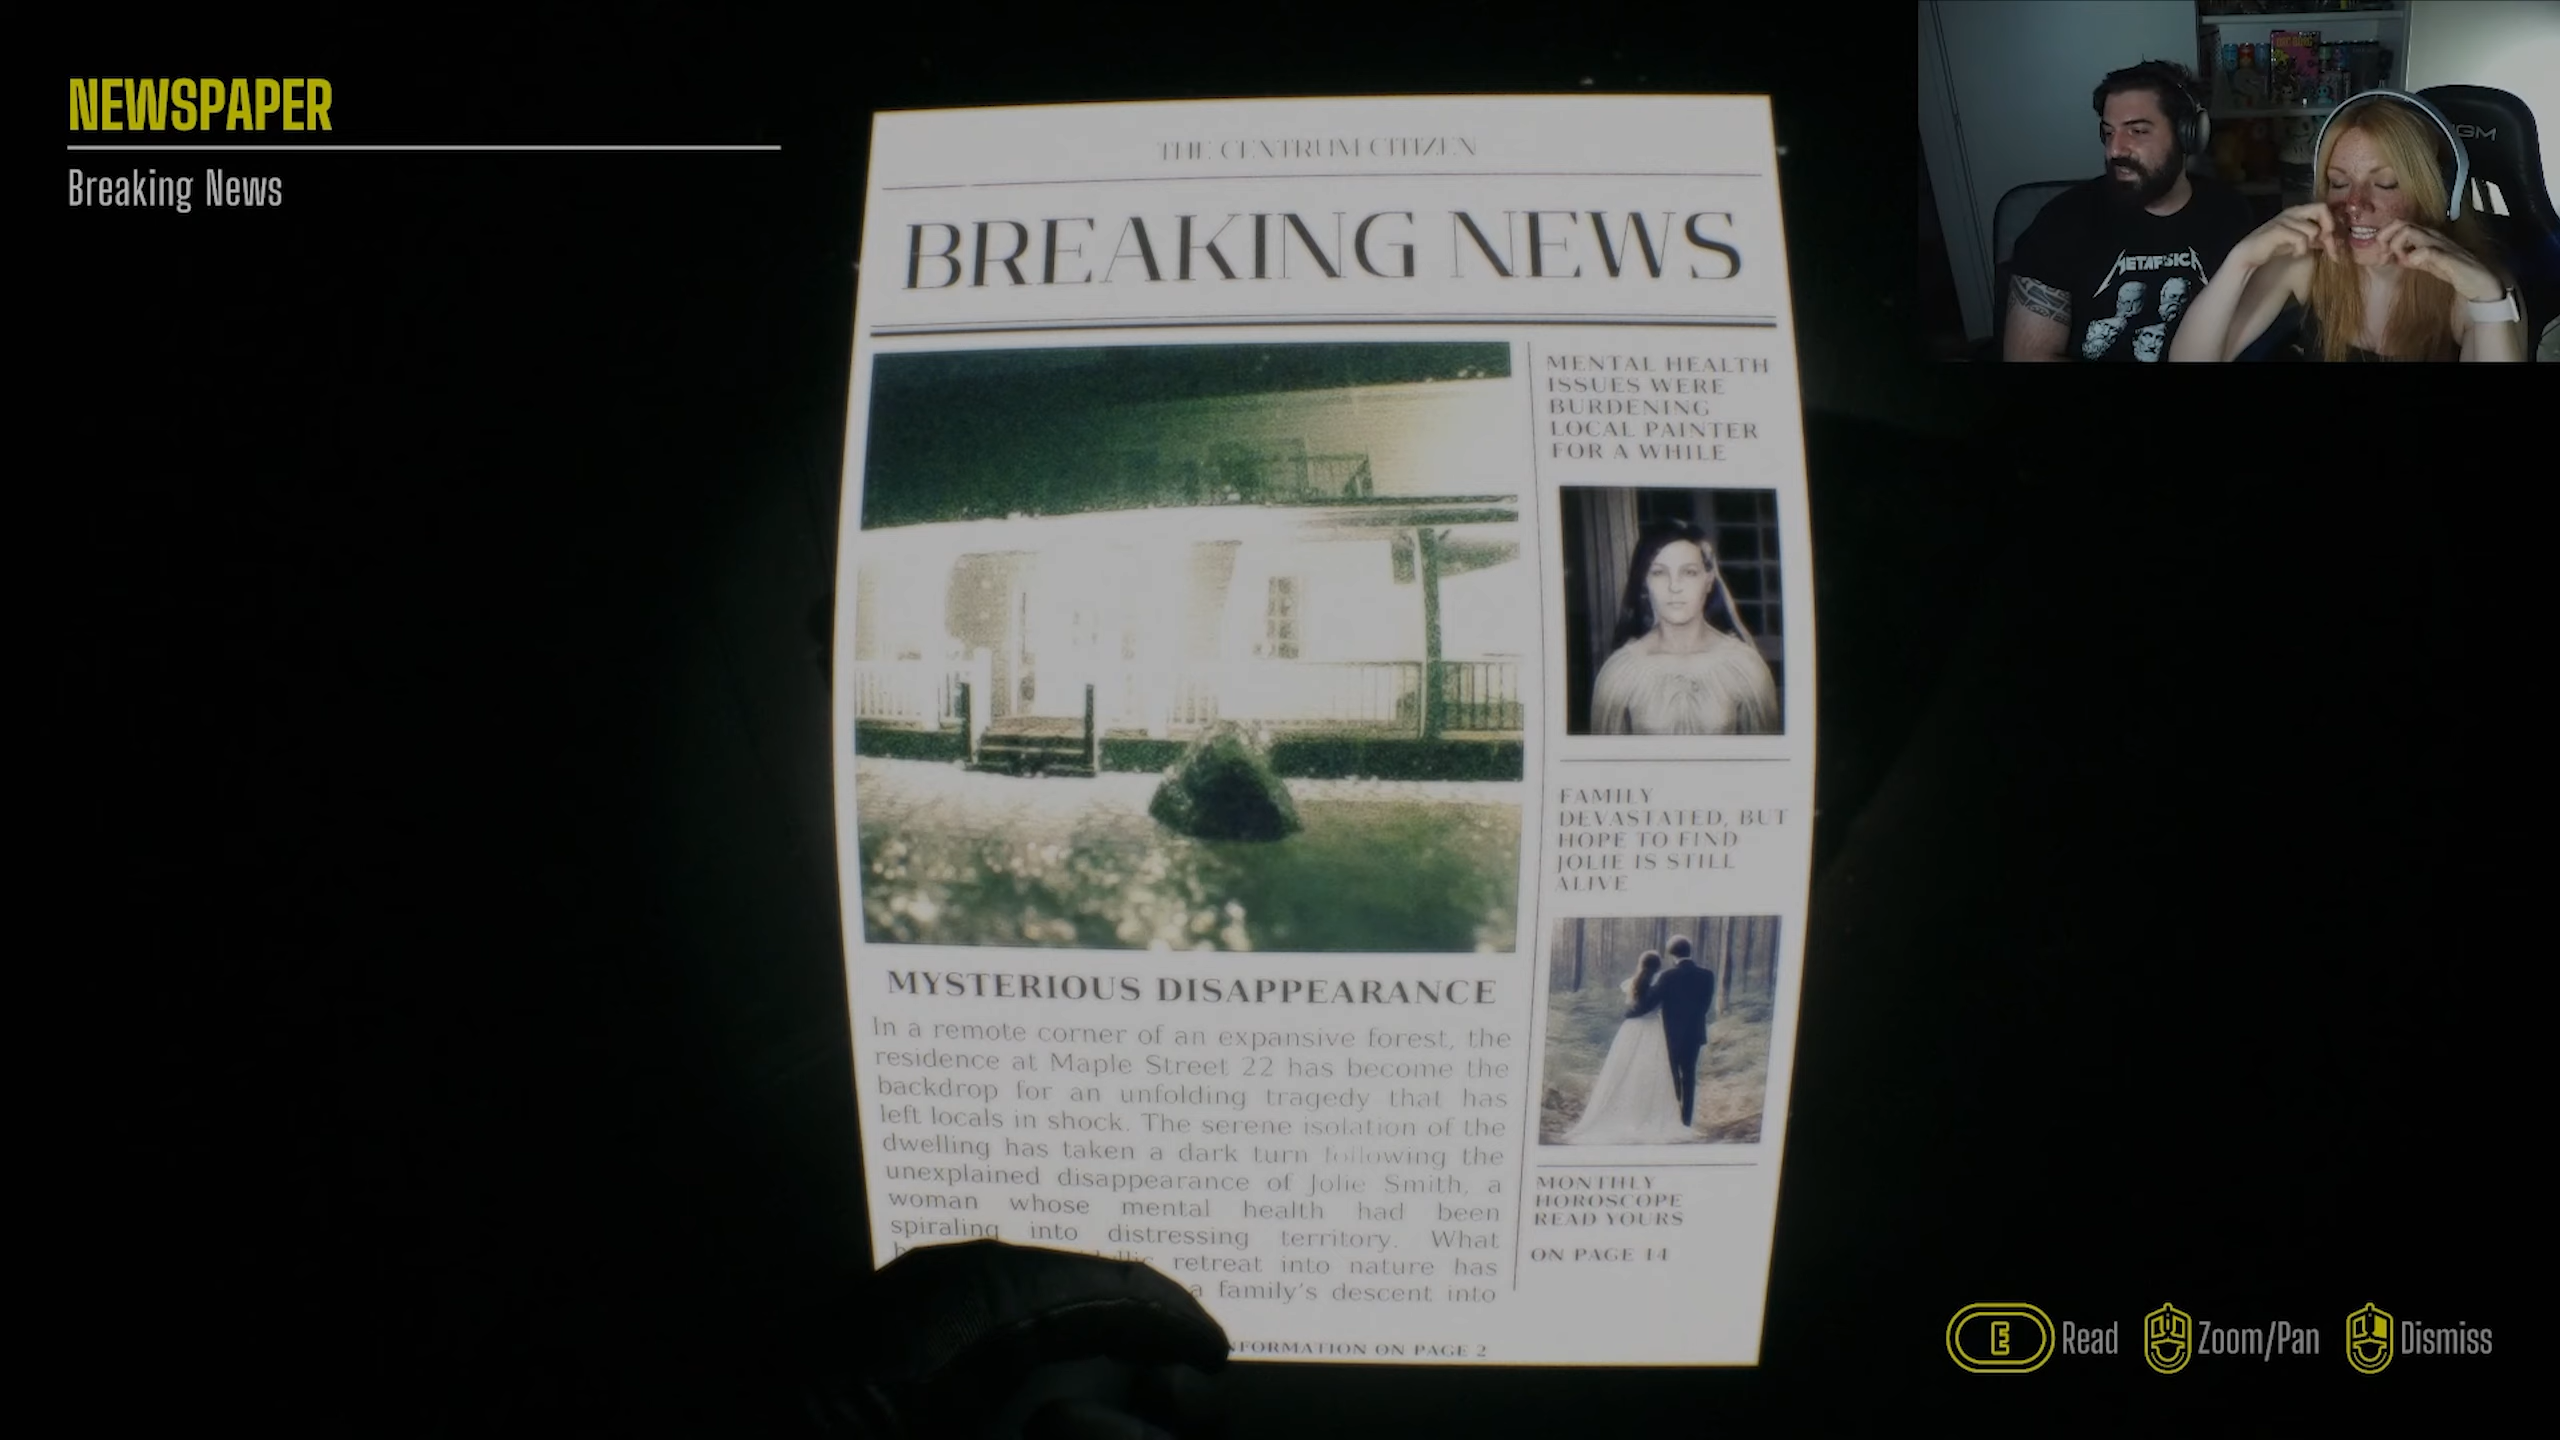 NEWSPAPER
Breaking News
THE CENTRUM CITIZEN
BREAKING NEWS
MENTAL HEALTH
ISSUES WERE
BURDENING
LOCAL PAINTER
FOR A WHILE
FAMILY
DEVASTATED, BUT
HOPE TO FIND
JOLIE IS STILL
ALIVE
MONTHLY
HOROSCOPE
READ YOURS
ON PAGE 14
MYSTERIOUS DISAPPEARANCE
In a remote corner of an expansive forest, the
residence at Maple Street 22 has become the
backdrop for an unfolding tragedy that has
left locals in shock. The serene isolation of the
dwelling has taken a dark turn following the
unexplained disappearance of Jolie Smith, a
woman whose mental health had been
spiraling into distressing territory. What
retreat into nature has
a family's descent into
ON PAGE 2
METAFSICA
E Read
Zoom/Pan
Dismiss